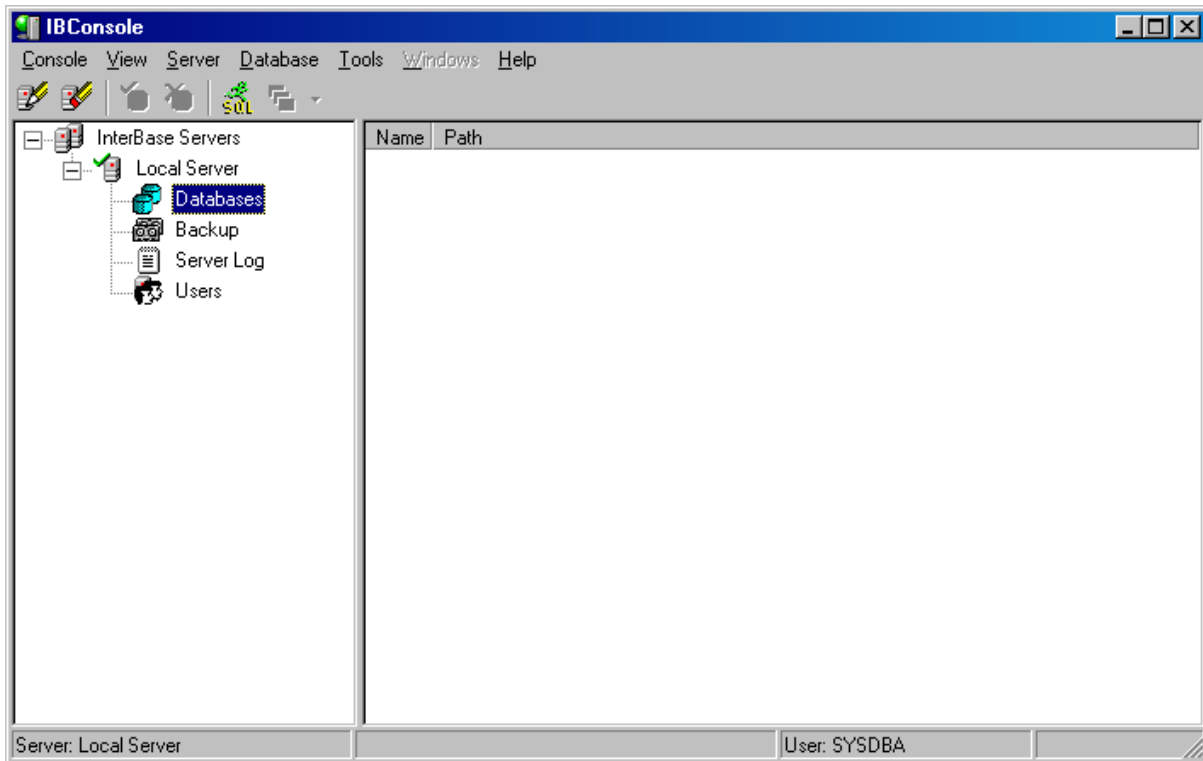 IBConsole
Console View Server Database Tools Windows Help
SQL
InterBase Servers
Local Server
Databases
Backup
Server Log
Users
Name Path
Server: Local Server User: SYSDBA